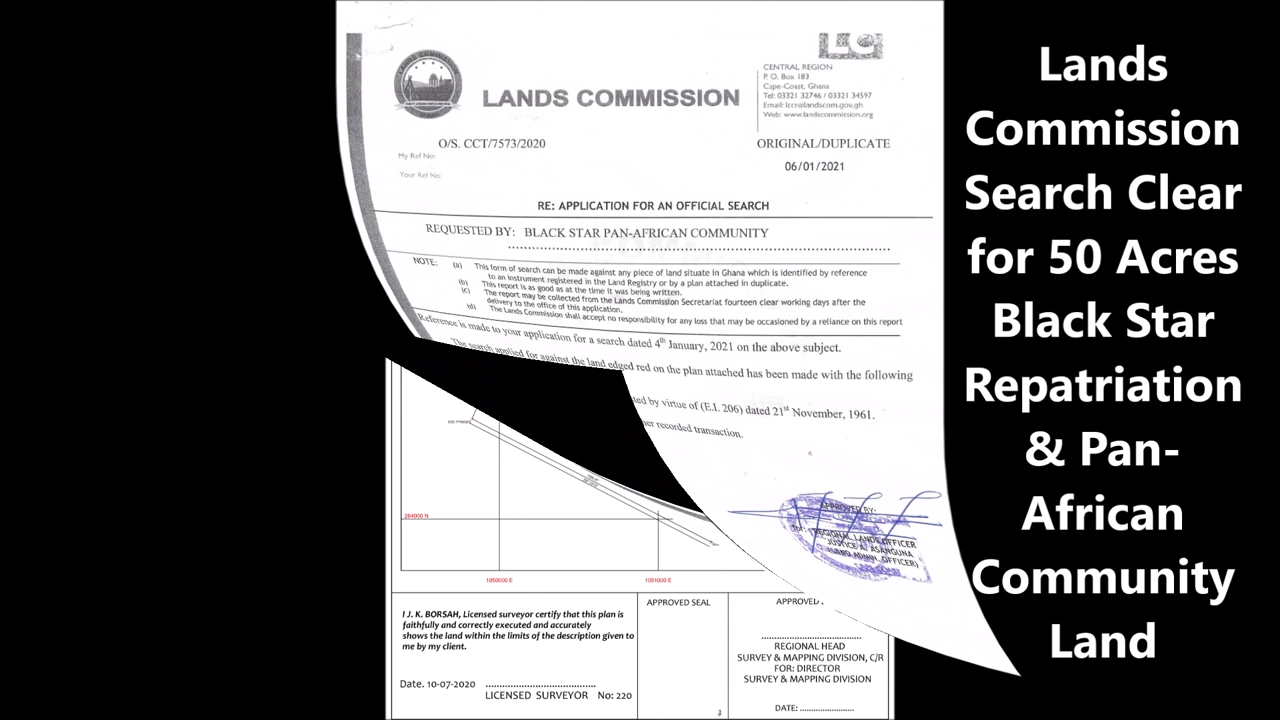 LANDS COMMISSION
CENTRAL REGION
P. O. Box 183
Cape-Coast, Ghana
Tel: 03321 32746 / 03321 34597
Email: lccr@landscom.gov.gh
Web: www.landscommission.org
O/S. CCT/7573/2020
ORIGINAL/DUPLICATE
My Ref No:
06/01/2021
Your Ref No:
RE: APPLICATION FOR AN OFFICIAL SEARCH
REQUESTED BY: BLACK STAR PAN-AFRICAN COMMUNITY
NOTE: (a) This form of search can be made against any piece of land situate in Ghana which is identified by reference
to an instrument registered in the Land Registry or by a plan attached in duplicate.
(b) This report is as good as at the time it was being written.
(c) The report may be collected from the Lands Commission Secretariat fourteen clear working days after the
delivery to the office of this application.
(d) The Lands Commission shall accept no responsibility for any loss that may be occasioned by a reliance on this report
Reference is made to your application for a search dated 4th January, 2021 on the above subject.
The search applied for against the land edged red on the plan attached has been made with the following
by virtue of (E.I. 206) dated 21st November, 1961.
recorded transaction.
APPROVED BY:
for: REGIONAL LANDS OFFICER
JUSTICE A. ASANGUNA
(LAND ADMIN. OFFICER)
264000 N
1050000 E
1051000 E
I J. K. BORSAH, Licensed surveyor certify that this plan is
faithfully and correctly executed and accurately
shows the land within the limits of the description given to
me by my client.
Date. 10-07-2020
LICENSED SURVEYOR No: 220
APPROVED SEAL
APPROVED
REGIONAL HEAD
SURVEY & MAPPING DIVISION, C/R
FOR: DIRECTOR
SURVEY & MAPPING DIVISION
DATE:
Lands
Commission
Search Clear
for 50 Acres
Black Star
Repatriation
& Pan-
African
Community
Land